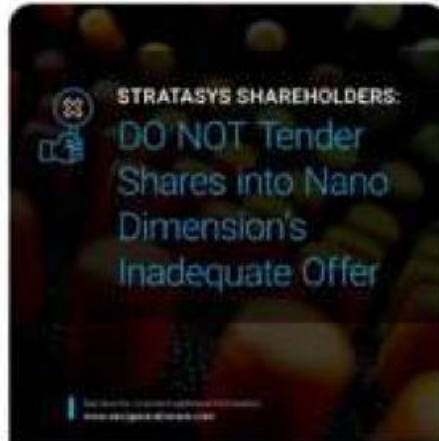 STRATASYS SHAREHOLDERS:
DO NOT Tender
Shares into Nano
Dimension's
Inadequate Offer